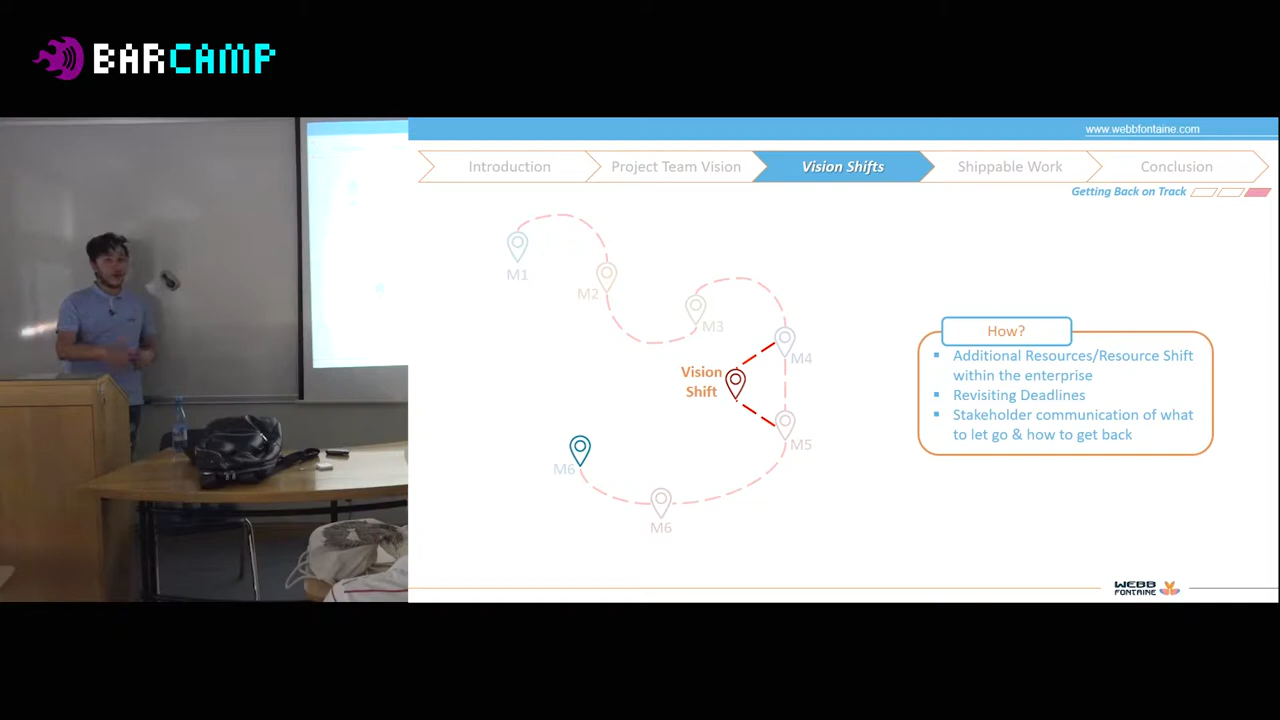 BARCAMP
www.webbfontaine.com
Introduction
Project Team Vision
Vision Shifts
Shippable Work
Conclusion
Getting Back on Track
M1
M2
M3
M4
Vision
Shift
M5
M6
M6
How?
▪ Additional Resources/Resource Shift
within the enterprise
▪ Revisiting Deadlines
▪ Stakeholder communication of what
to let go & how to get back
WEBB
FONTAINE